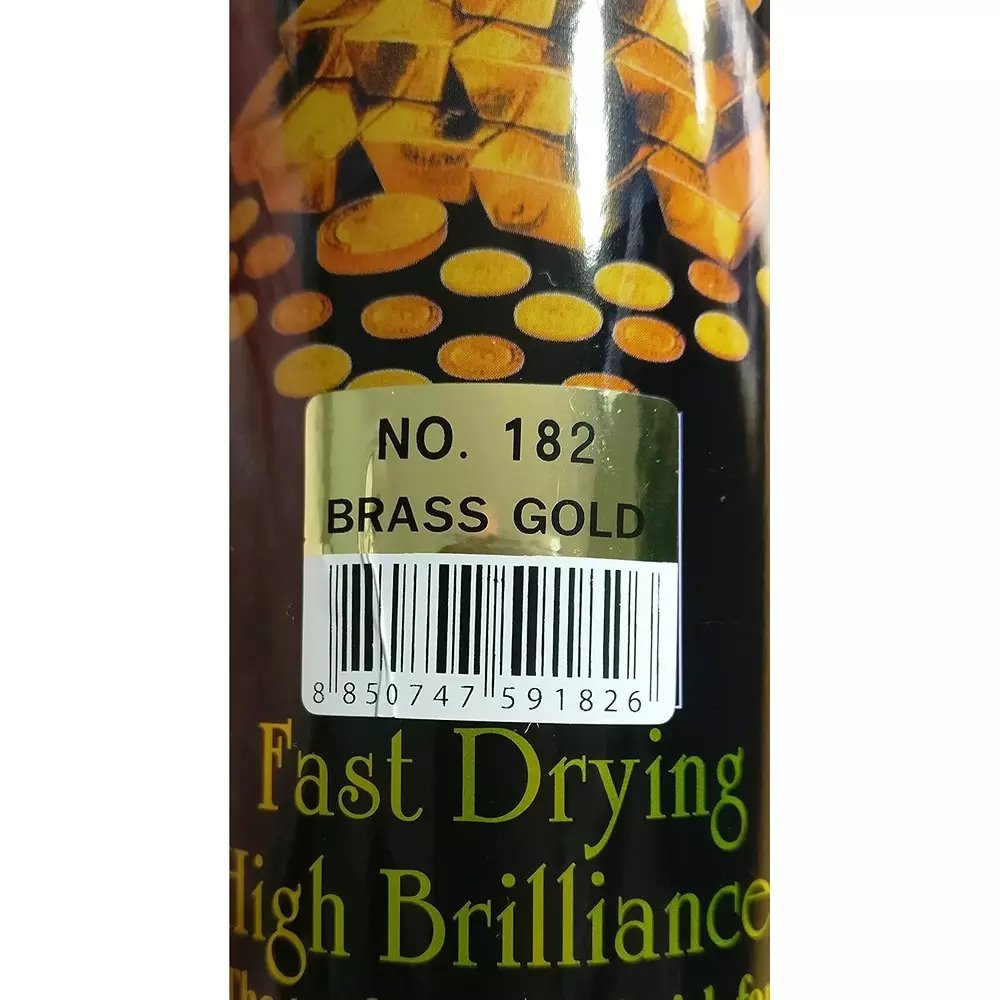 NO. 182
BRASS GOLD
8 850747 591826
Fast Drying
High Brilliance